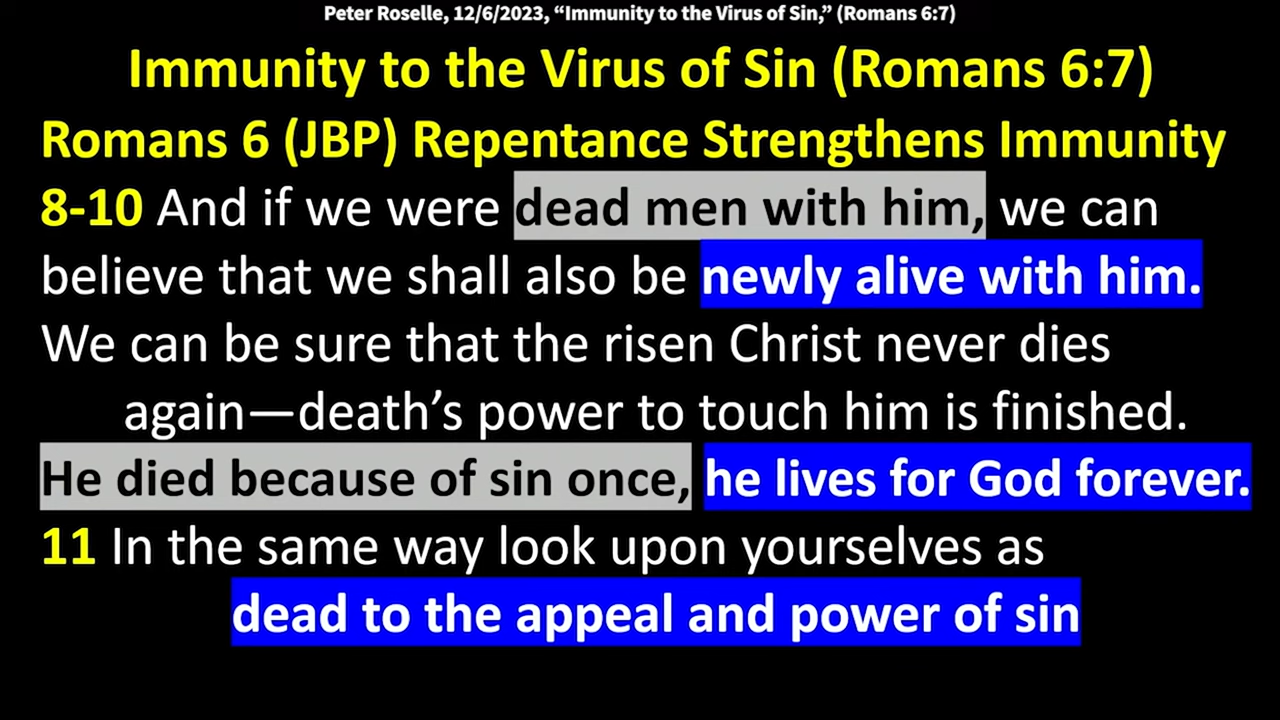 Peter Roselle, 12/6/2023, “Immunity to the Virus of Sin,” (Romans 6:7)
Immunity to the Virus of Sin (Romans 6:7)
Romans 6 (JBP) Repentance Strengthens Immunity
8-10 And if we were dead men with him, we can
believe that we shall also be newly alive with him.
We can be sure that the risen Christ never dies
again—death’s power to touch him is finished.
He died because of sin once, he lives for God forever.
11 In the same way look upon yourselves as
dead to the appeal and power of sin